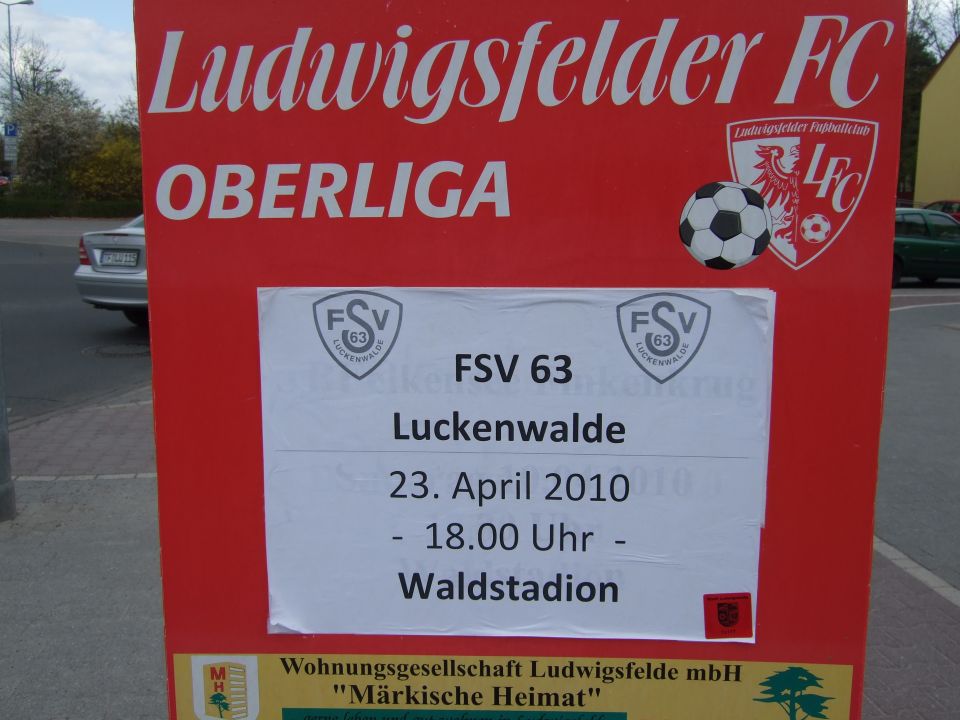 Ludwigsfelder FC
OBERLIGA
Ludwigsfelder Fußballclub
LFC
FSV
63
LUCKENWALDE
FSV
63
LUCKENWALDE
FSV 63
Luckenwalde
23. April 2010
- 18.00 Uhr -
Waldstadion
MH
Wohnungsgesellschaft Ludwigsfelde mbH
"Märkische Heimat"